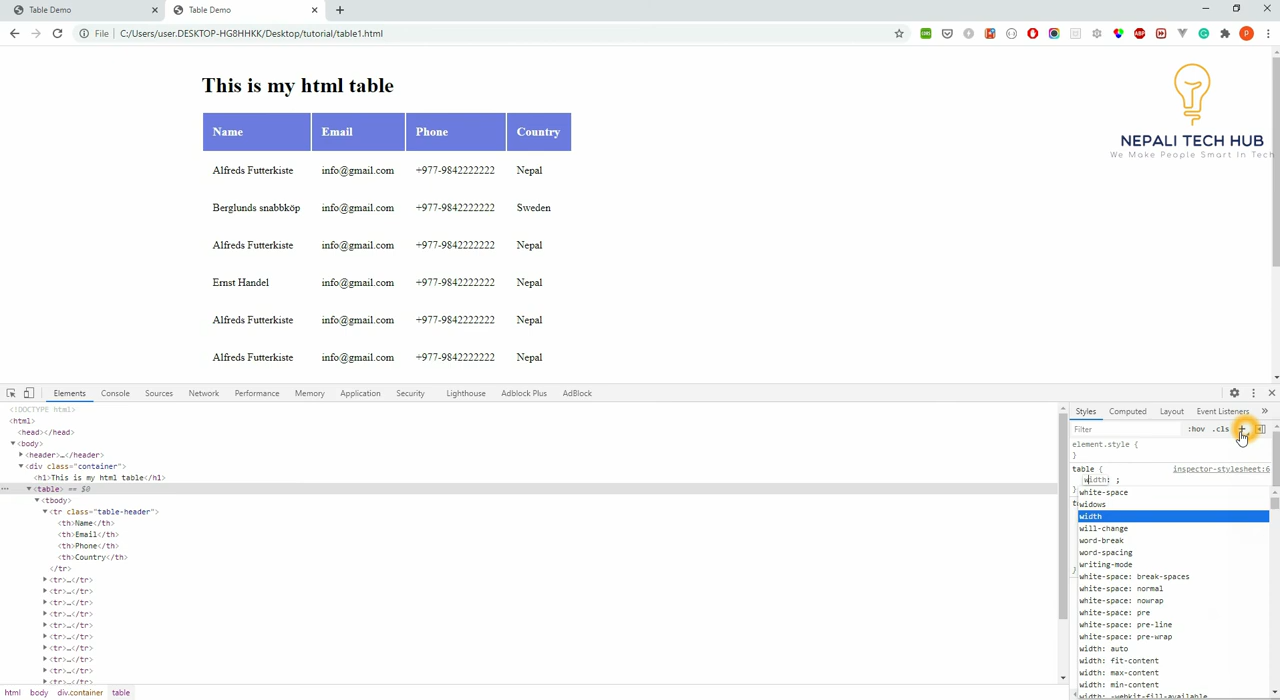 Table Demo
Table Demo
File C:/Users/user.DESKTOP-HG8HHKK/Desktop/tutorial/table1.html
This is my html table
NEPALI TECH HUB
We Make People Smart In Tech
Name Email Phone Country
Alfreds Futterkiste info@gmail.com +977-9842222222 Nepal
Berglunds snabbköp info@gmail.com +977-9842222222 Sweden
Alfreds Futterkiste info@gmail.com +977-9842222222 Nepal
Ernst Handel info@gmail.com +977-9842222222 Nepal
Alfreds Futterkiste info@gmail.com +977-9842222222 Nepal
Alfreds Futterkiste info@gmail.com +977-9842222222 Nepal
Elements Console Sources Network Performance Memory Application Security Lighthouse Adblock Plus AdBlock
<!DOCTYPE html>
<html>
<head></head>
<body>
<header>…</header>
<div class="container">
<h1>This is my html table</h1>
<table> == $0
<tbody>
<tr class="table-header">
<th>Name</th>
<th>Email</th>
<th>Phone</th>
<th>Country</th>
</tr>
<tr>…</tr>
<tr>…</tr>
<tr>…</tr>
<tr>…</tr>
<tr>…</tr>
<tr>…</tr>
<tr>…</tr>
<tr>…</tr>
<tr>…</tr>
<tr>…</tr>
html body div.container table
Styles Computed Layout Event Listeners »
Filter :hov .cls +
element.style {
}
table { inspector-stylesheet:6
width: ;
white-space
widows
width
will-change
word-break
word-spacing
writing-mode
white-space: break-spaces
white-space: normal
white-space: nowrap
white-space: pre
white-space: pre-line
white-space: pre-wrap
width: auto
width: fit-content
width: max-content
width: min-content
width: -webkit-fill-available